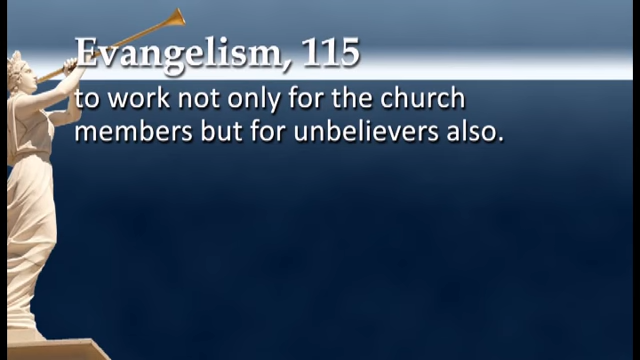 Evangelism, 115
to work not only for the church
members but for unbelievers also.